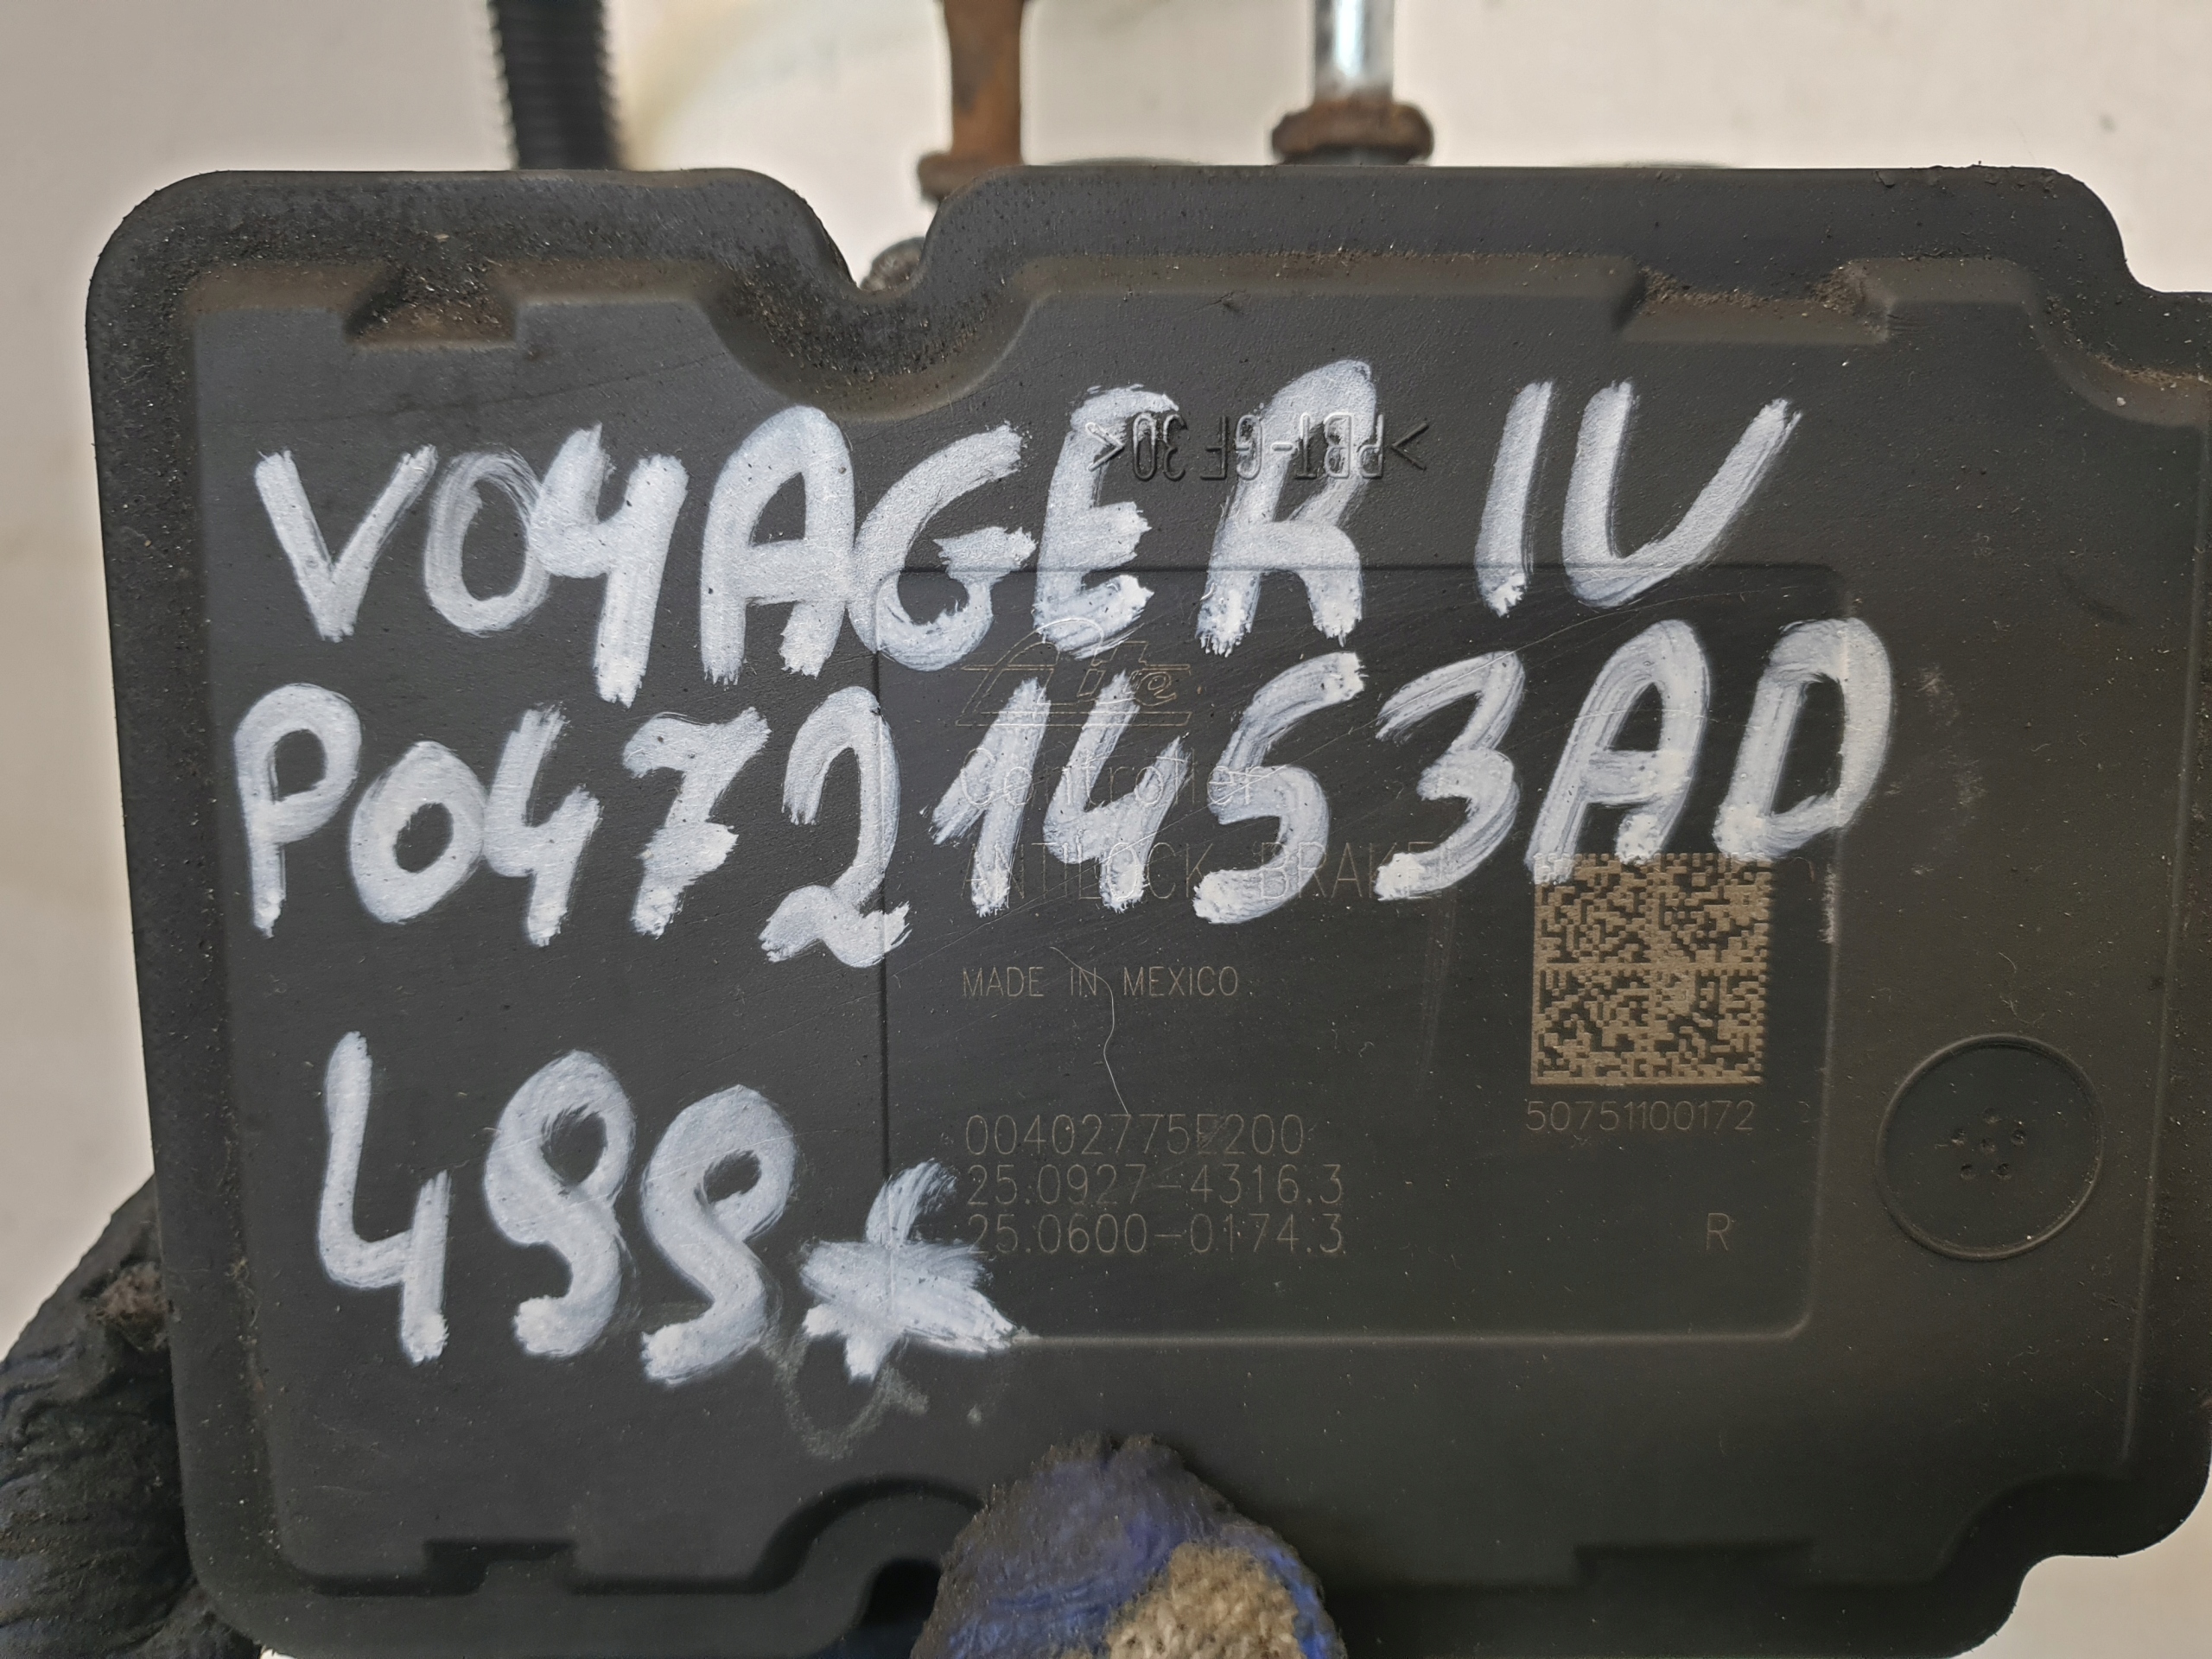 VOYAGER IV
>PBT-GF30<
P04721453AD
Ate
Controller
ANTILOCK BRAKE
MADE IN MEXICO
499*
50751100172
00402775E200
25.0927-4316.3
25.0600-0174.3
R